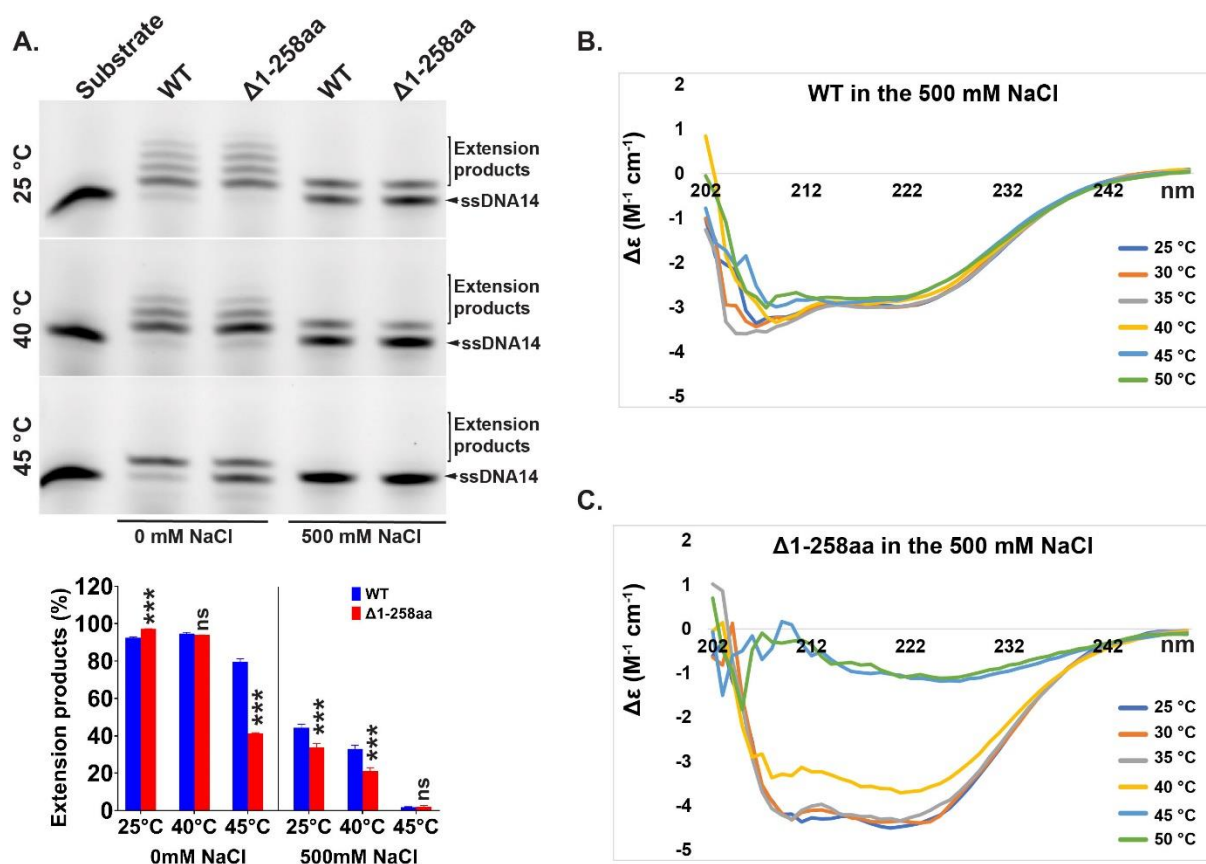 A.
Substrate
WT
Δ1-258aa
WT
Δ1-258aa
25 °C
Extension
products
ssDNA14
40 °C
Extension
products
ssDNA14
45 °C
Extension
products
ssDNA14
0 mM NaCl
500 mM NaCl
Extension products (%)
120
100
80
60
40
20
0
WT
Δ1-258aa
***
ns
***
***
***
ns
25°C
40°C
45°C
25°C
40°C
45°C
0mM NaCl
500mM NaCl
B.
WT in the 500 mM NaCl
Δε (M⁻¹ cm⁻¹)
2
1
0
-1
-2
-3
-4
-5
202
212
222
232
242
nm
25 °C
30 °C
35 °C
40 °C
45 °C
50 °C
C.
Δ1-258aa in the 500 mM NaCl
Δε (M⁻¹ cm⁻¹)
2
1
0
-1
-2
-3
-4
-5
202
212
222
232
242
nm
25 °C
30 °C
35 °C
40 °C
45 °C
50 °C